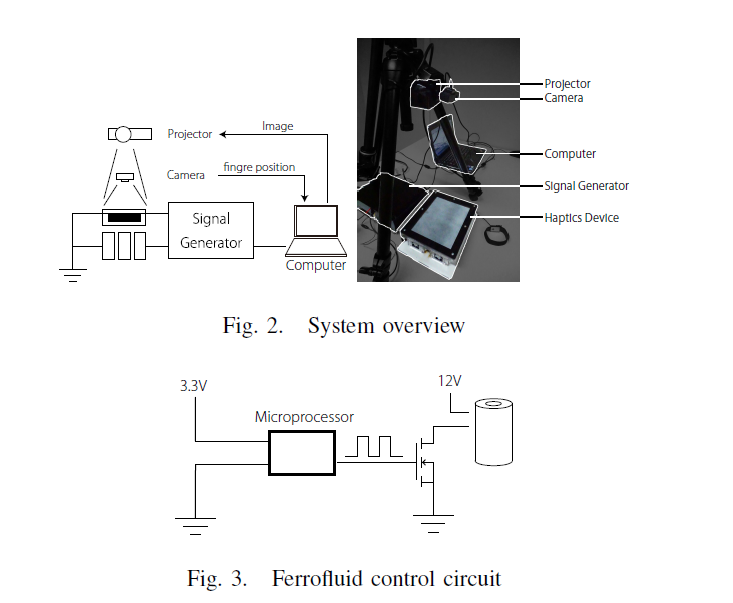 Projector
Image
Camera
fingre position
Signal
Generator
Computer
Projector
Camera
Computer
Signal Generator
Haptics Device
Fig. 2. System overview
3.3V
12V
Microprocessor
Fig. 3. Ferrofluid control circuit